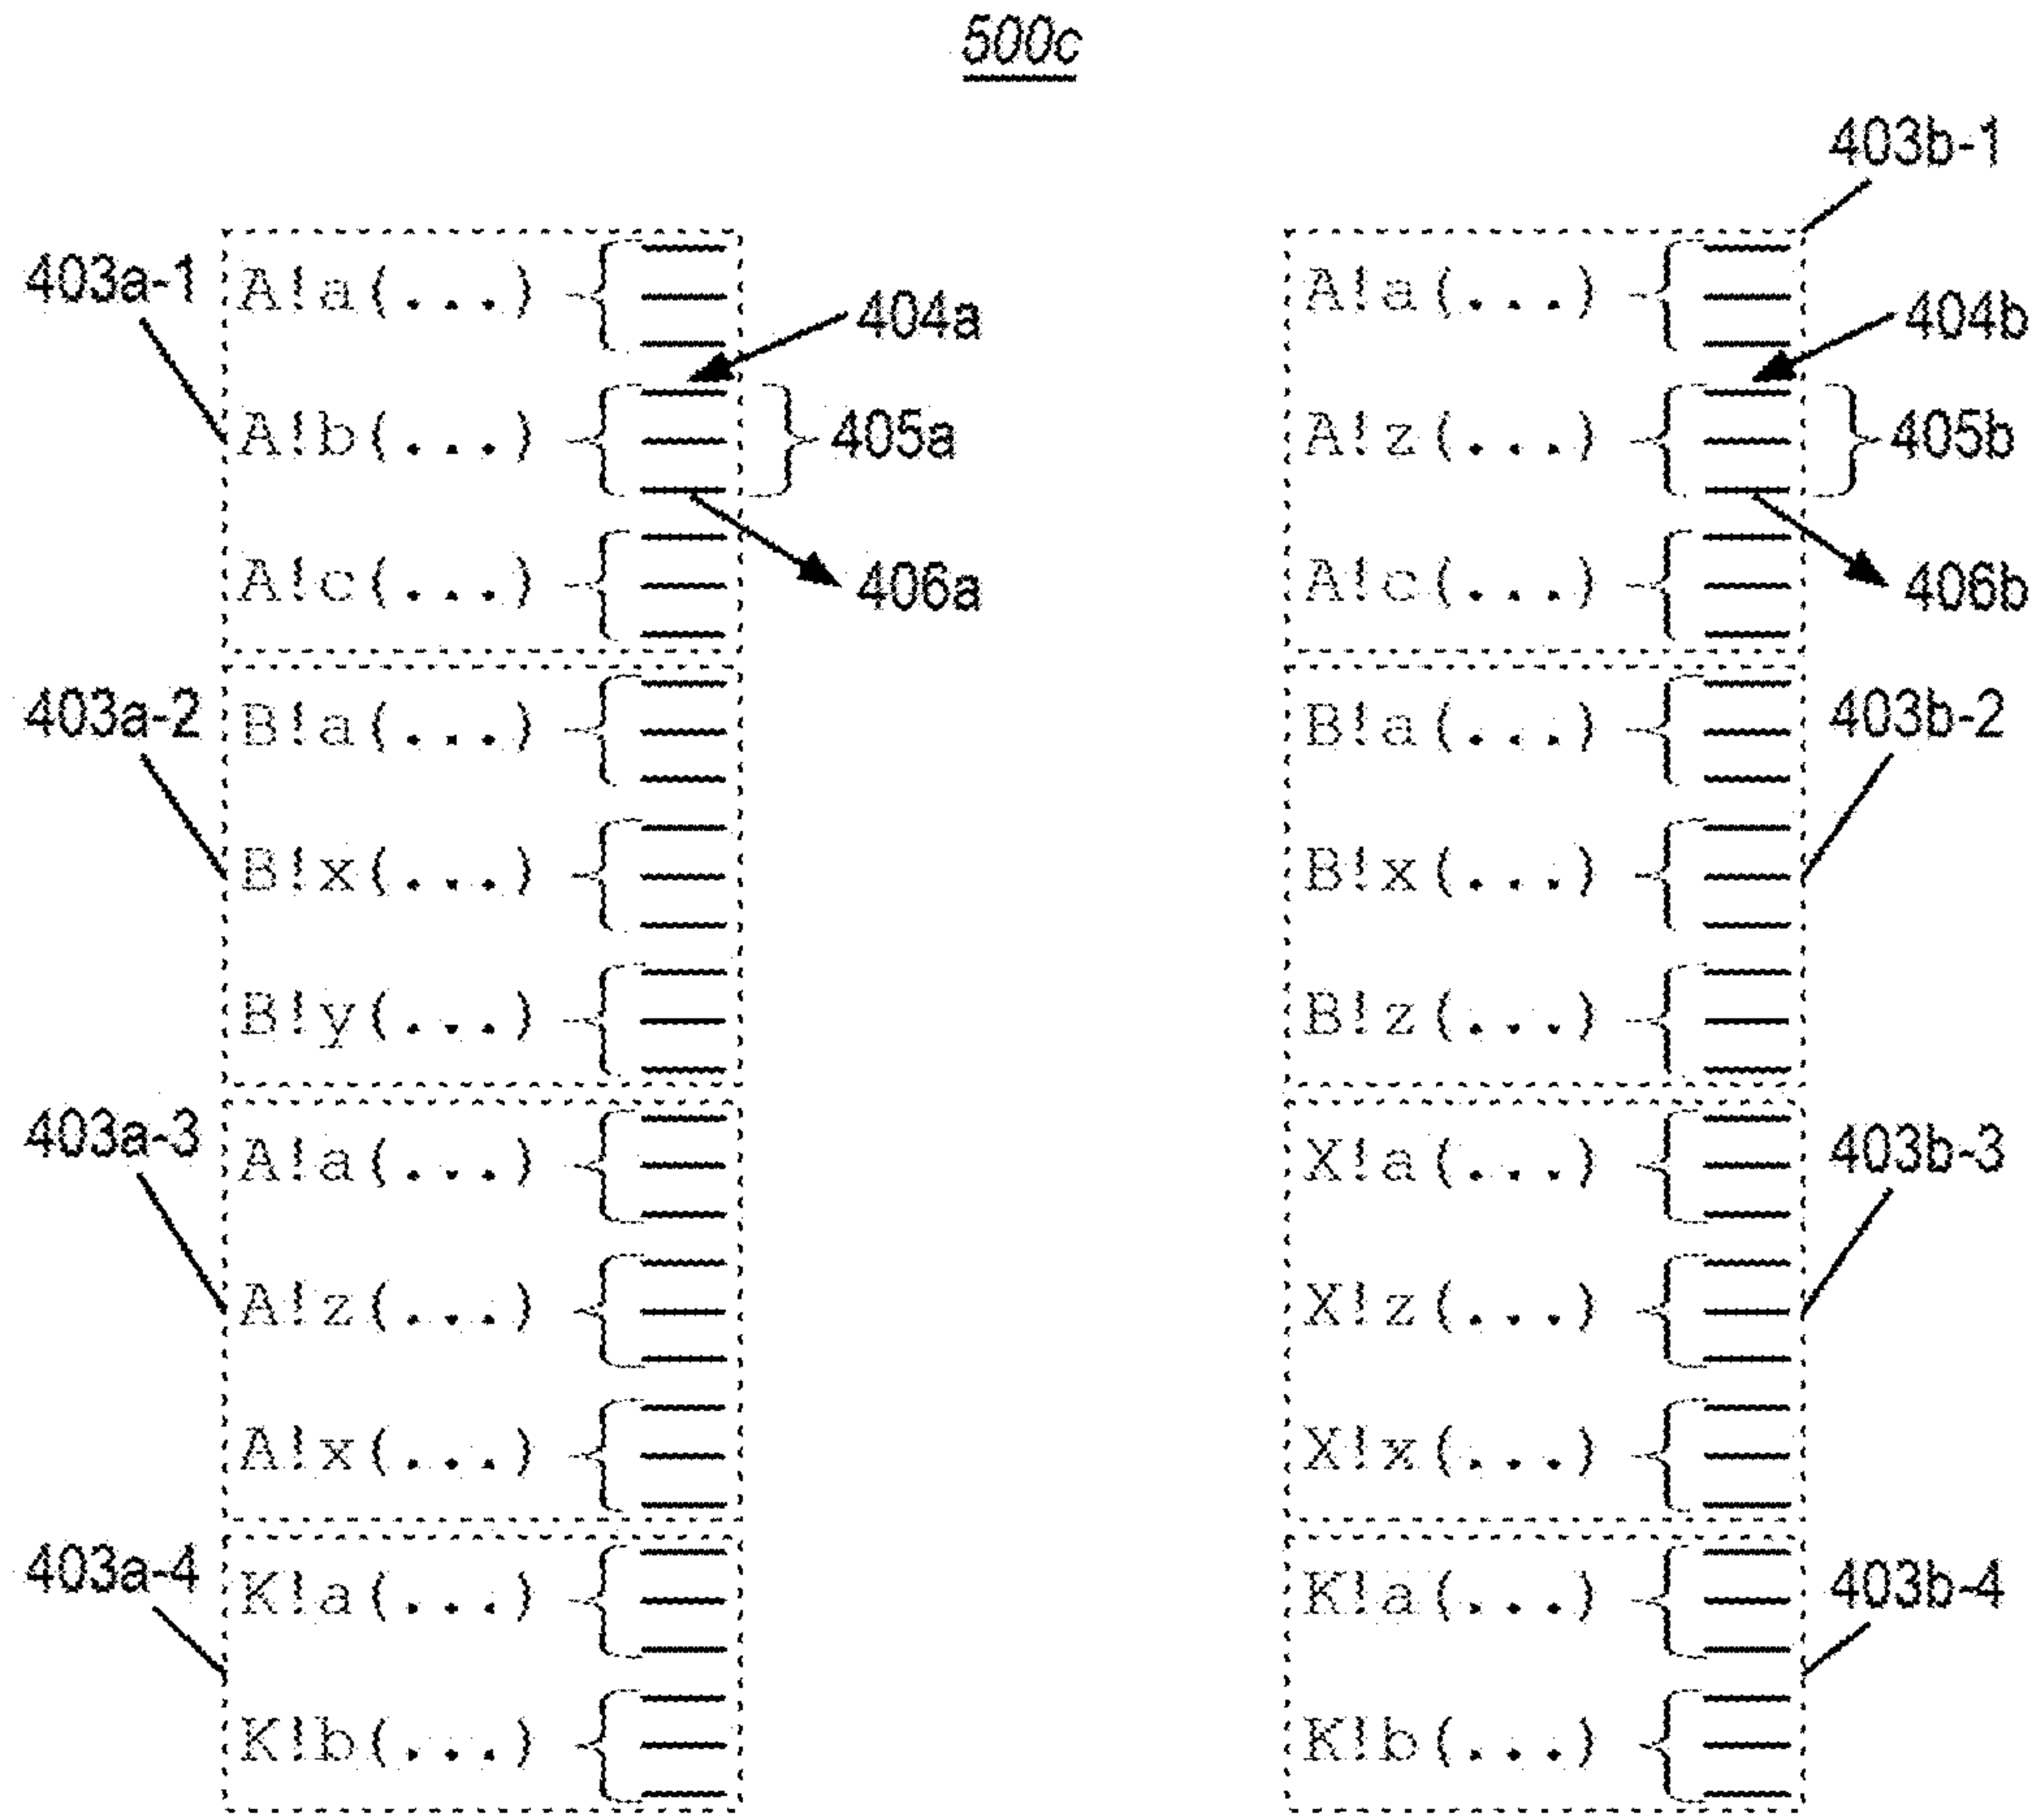 500c
403b-1
403a-1
A!a(...)
404a
A!b(...)
405a
A!c(...)
406a
403a-2
B!a(...)
B!x(...)
B!y(...)
403a-3
A!a(...)
A!z(...)
A!x(...)
403a-4
K!a(...)
K!b(...)
A!a(...)
404b
A!z(...)
405b
A!c(...)
406b
B!a(...)
403b-2
B!x(...)
B!z(...)
X!a(...)
403b-3
X!z(...)
X!x(...)
K!a(...)
403b-4
K!b(...)